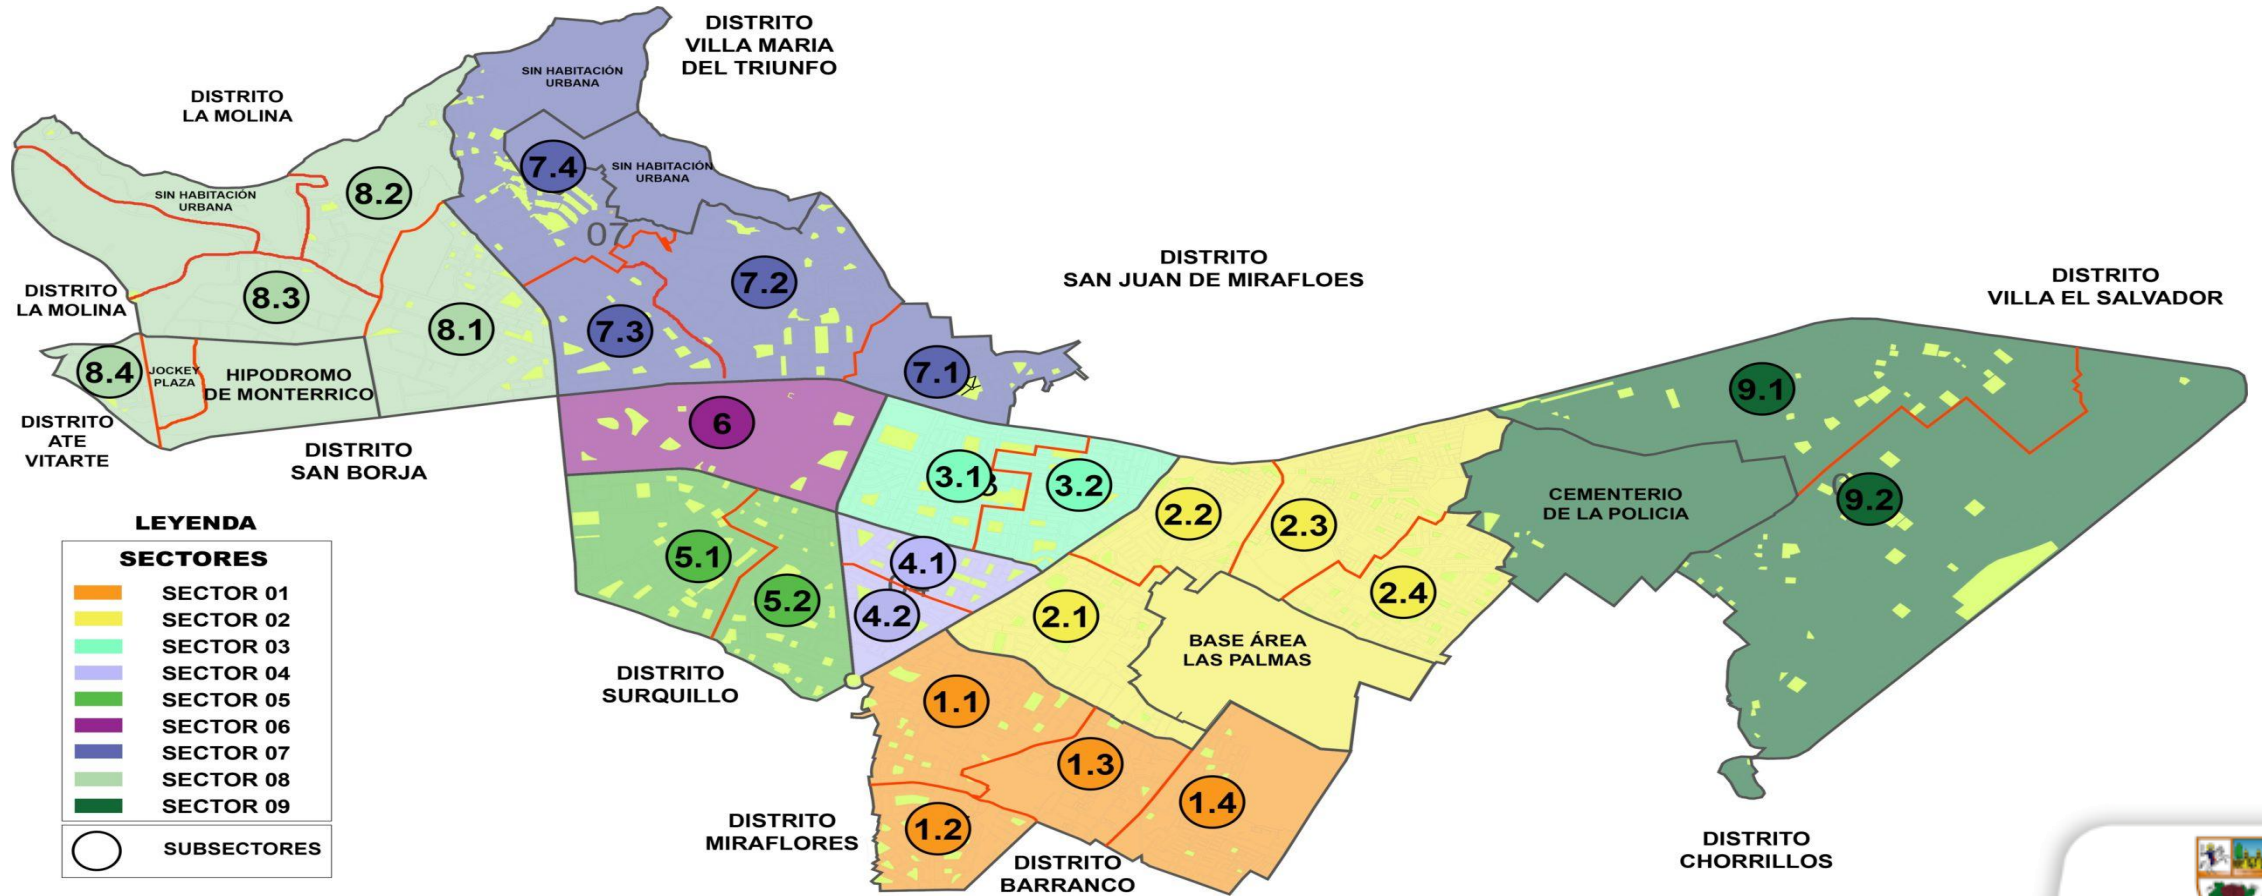 DISTRITO
VILLA MARIA
DEL TRIUNFO
SIN HABITACIÓN
URBANA
DISTRITO
LA MOLINA
7.4
SIN HABITACIÓN
URBANA
8.2
SIN HABITACIÓN
URBANA
07
DISTRITO
SAN JUAN DE MIRAFLOES
DISTRITO
VILLA EL SALVADOR
DISTRITO
LA MOLINA
8.3
7.2
8.1
7.3
8.4
JOCKEY
PLAZA
HIPODROMO
DE MONTERRICO
7.1
9.1
DISTRITO
ATE
VITARTE
DISTRITO
SAN BORJA
6
3.1
3.2
9.2
CEMENTERIO
DE LA POLICIA
2.2
2.3
5.1
4.1
5.2
4.2
2.1
2.4
BASE ÁREA
LAS PALMAS
DISTRITO
SURQUILLO
1.1
1.3
1.4
1.2
DISTRITO
MIRAFLORES
DISTRITO
BARRANCO
DISTRITO
CHORRILLOS
LEYENDA
SECTORES
SECTOR 01
SECTOR 02
SECTOR 03
SECTOR 04
SECTOR 05
SECTOR 06
SECTOR 07
SECTOR 08
SECTOR 09
SUBSECTORES